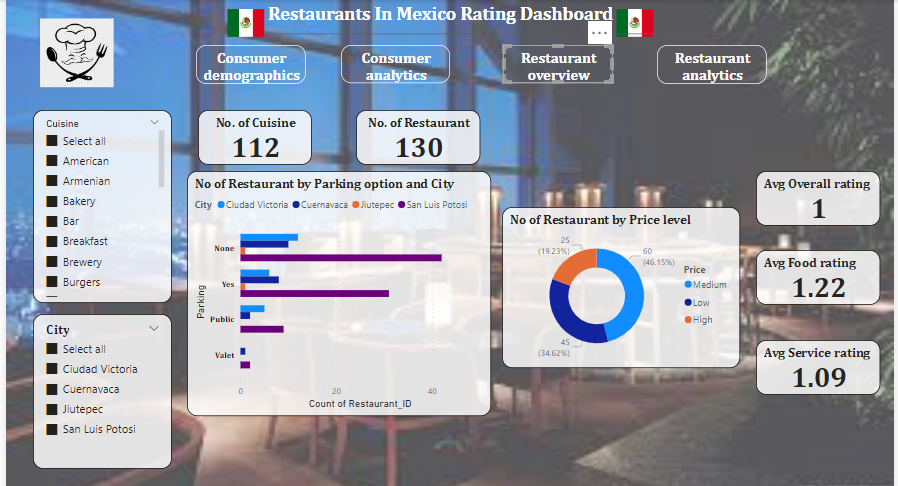 Restaurants In Mexico Rating Dashboard
...
Consumer
demographics
Consumer
analytics
Restaurant
overview
Restaurant
analytics
Cuisine
Select all
American
Armenian
Bakery
Bar
Breakfast
Brewery
Burgers
City
Select all
Ciudad Victoria
Cuernavaca
Jiutepec
San Luis Potosi
No. of Cuisine
112
No. of Restaurant
130
No of Restaurant by Parking option and City
City Ciudad Victoria Cuernavaca Jiutepec San Luis Potosi
Parking
None
Yes
Public
Valet
0 20 40
Count of Restaurant_ID
No of Restaurant by Price level
25
(19.23%)
60
(46.15%)
45
(34.62%)
Price
Medium
Low
High
Avg Overall rating
1
Avg Food rating
1.22
Avg Service rating
1.09